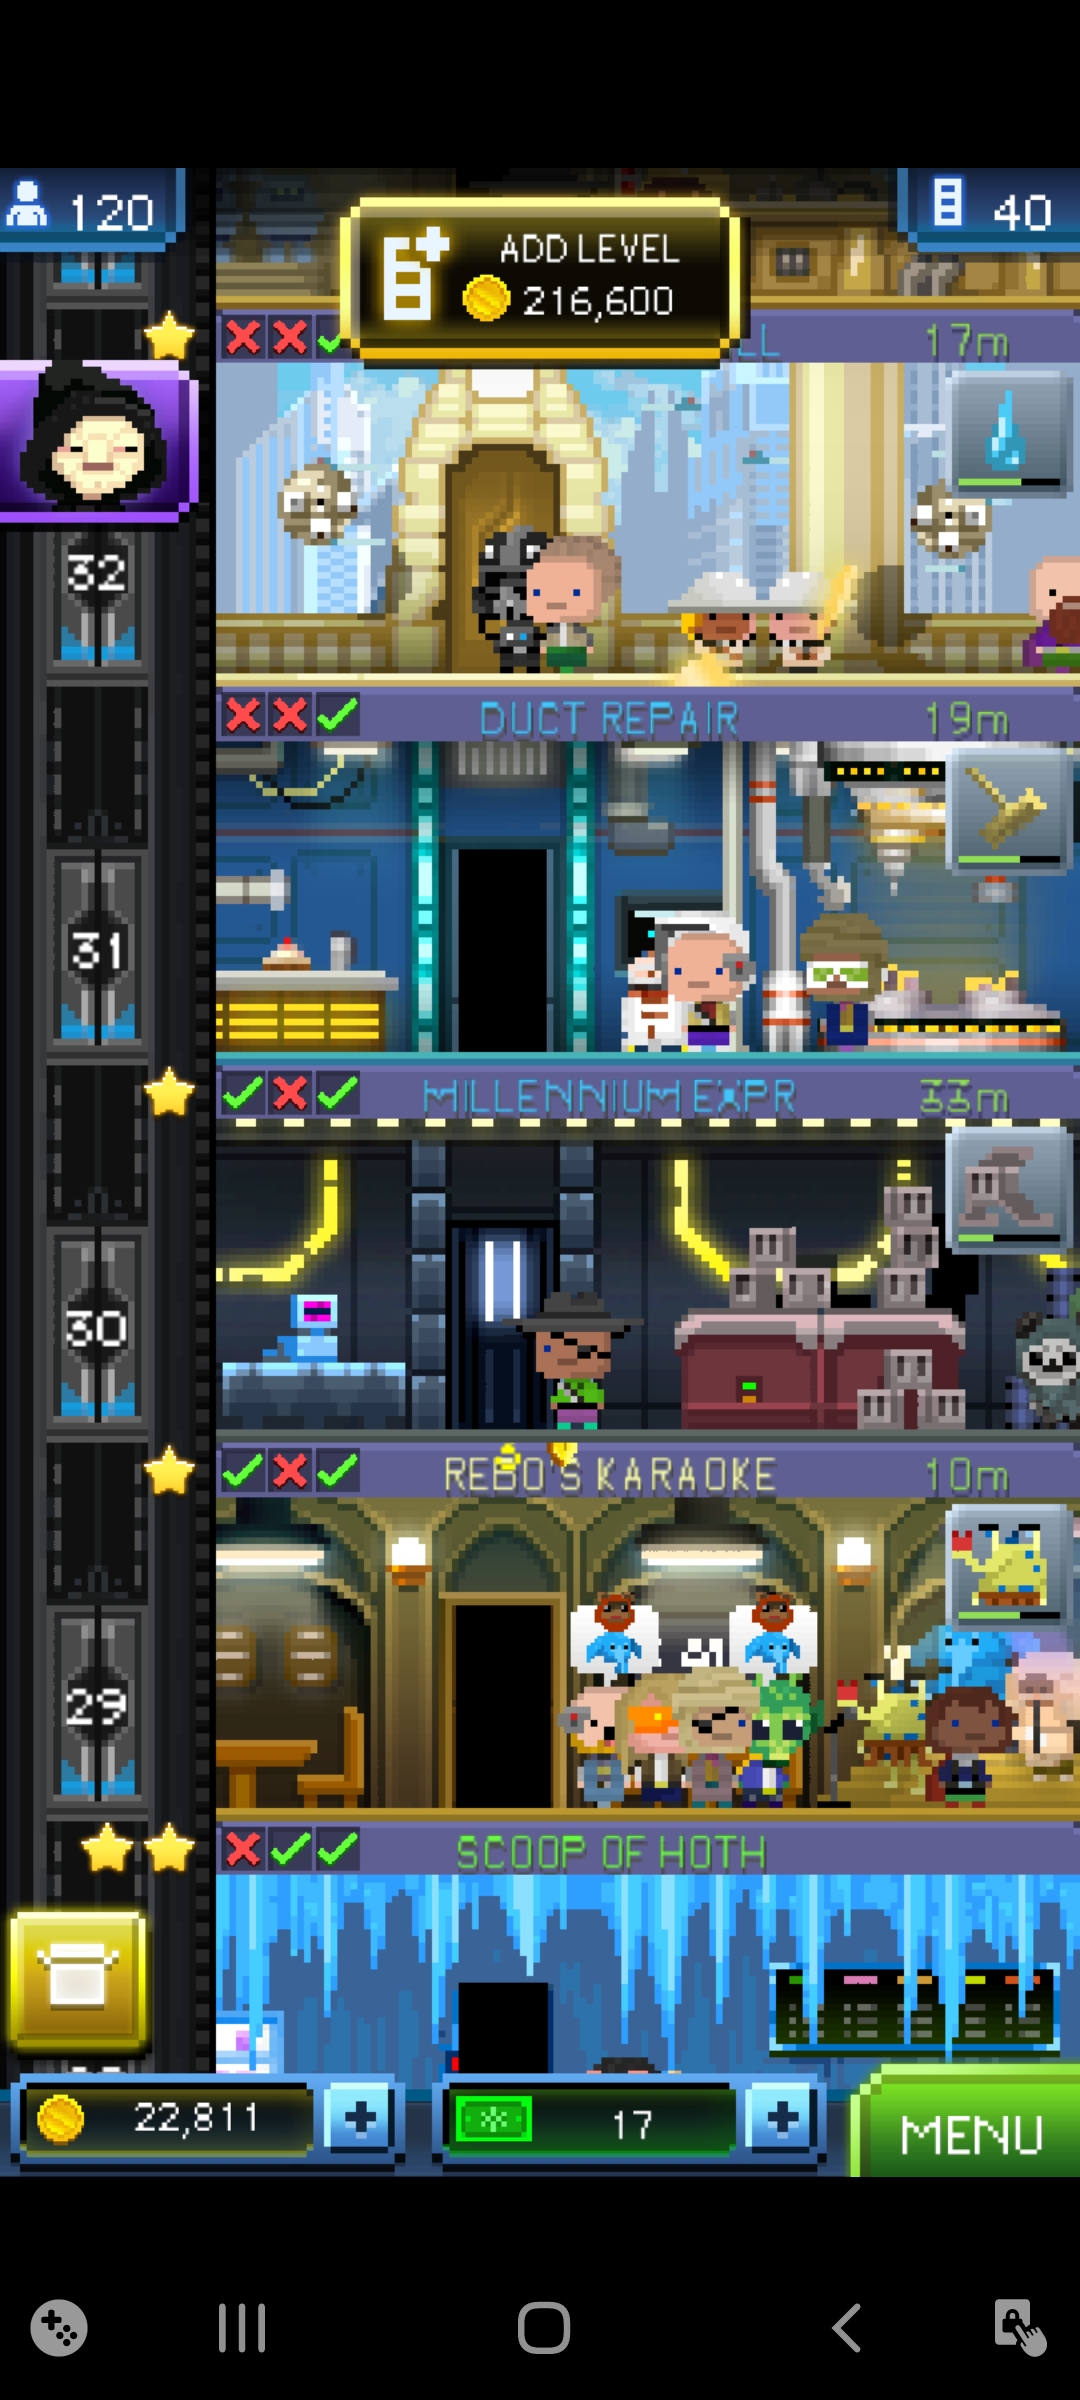 120
ADD LEVEL
216,600
40
LL
17m
32
DUCT REPAIR
19m
31
MILLENNIUM EXPR
33m
30
REBO'S KARAOKE
10m
29
SCOOP OF HOTH
22,811
17
MENU